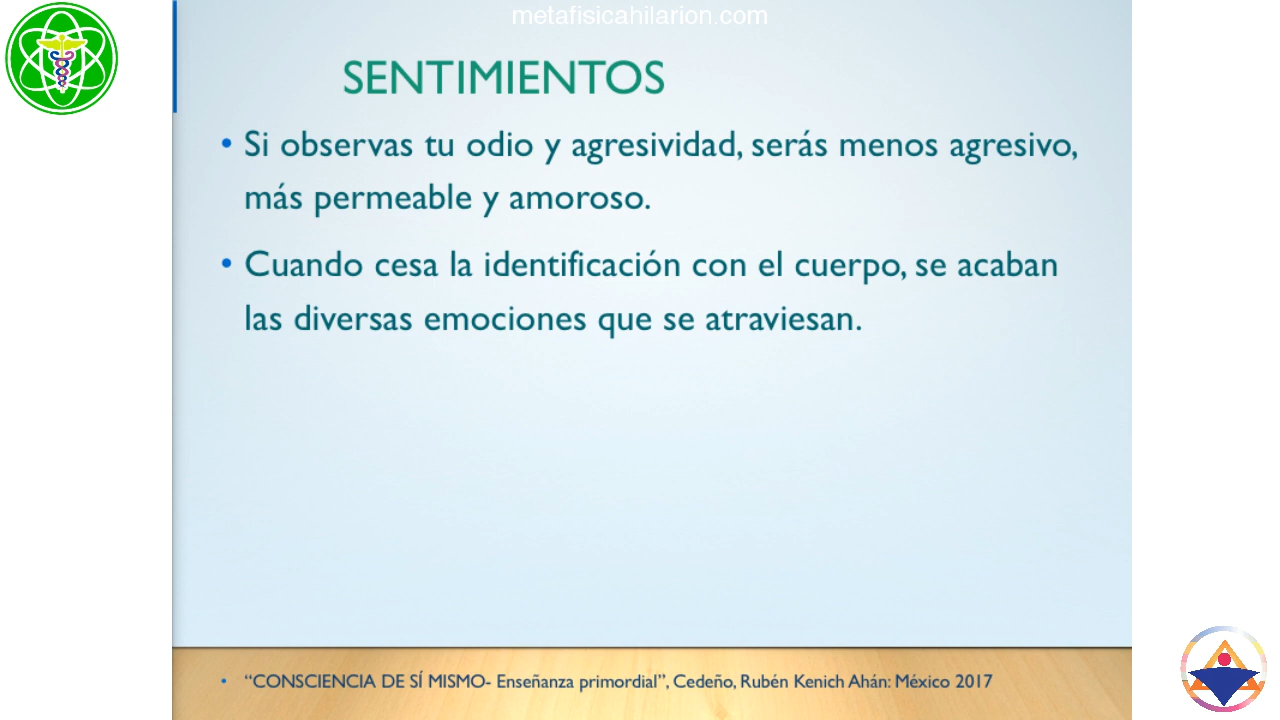 metafisicahilarion.com
SENTIMIENTOS
• Si observas tu odio y agresividad, serás menos agresivo,
más permeable y amoroso.
• Cuando cesa la identificación con el cuerpo, se acaban
las diversas emociones que se atraviesan.
• “CONSCIENCIA DE SÍ MISMO- Enseñanza primordial”, Cedeño, Rubén Kenich Ahán: México 2017